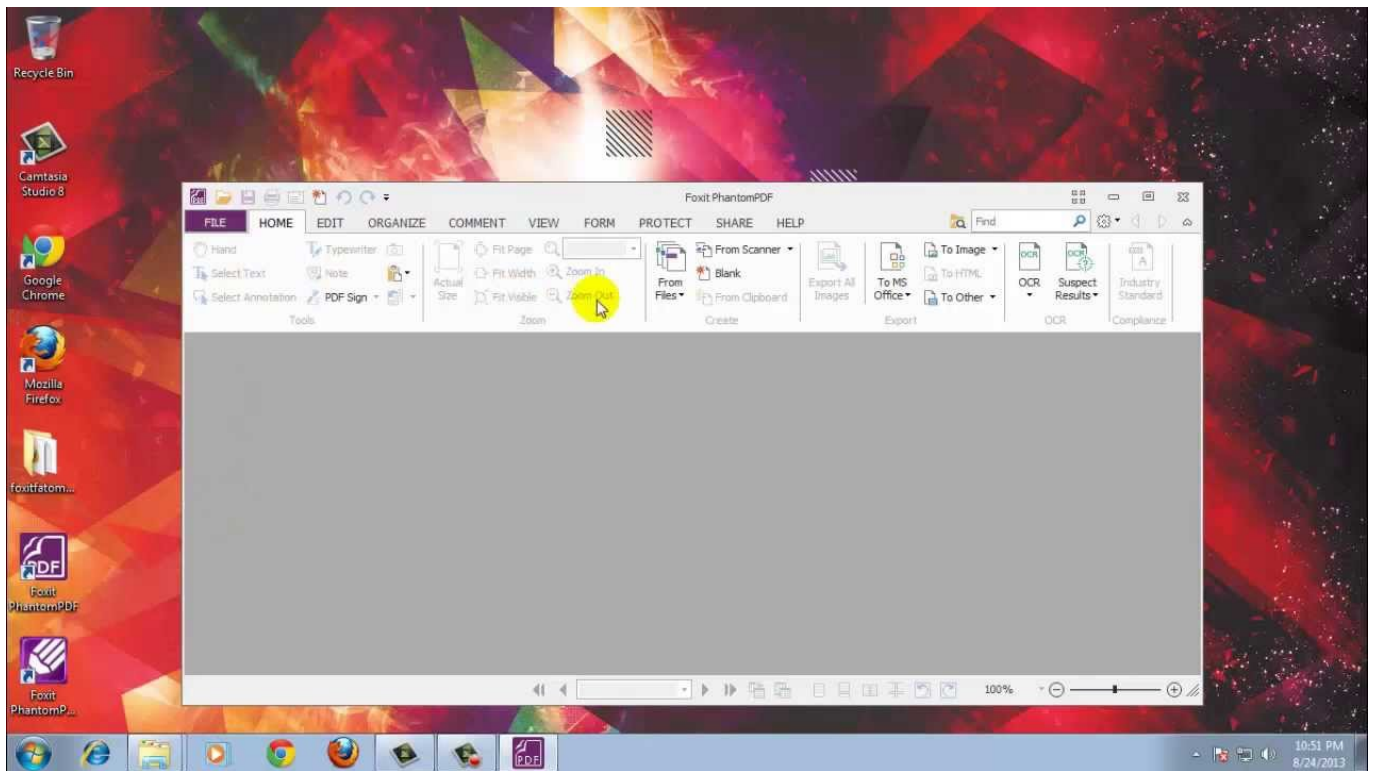 Recycle Bin
Camtasia
Studio 8
Google
Chrome
Mozilla
Firefox
foxitfatom...
PDF
Foxit
PhantomPDF
Foxit
PhantomP...
Foxit PhantomPDF
FILE HOME EDIT ORGANIZE COMMENT VIEW FORM PROTECT SHARE HELP Find
Hand Typewriter Fit Page From Scanner To Image
Select Text Note Fit Width Zoom In Blank To HTML
Select Annotation PDF Sign Actual Size Fit Visible Zoom Out From Files From Clipboard Export All Images To MS Office To Other OCR Suspect Results Industry Standard
Tools Zoom Create Export OCR Compliance
100%
PDF
10:51 PM
8/24/2013